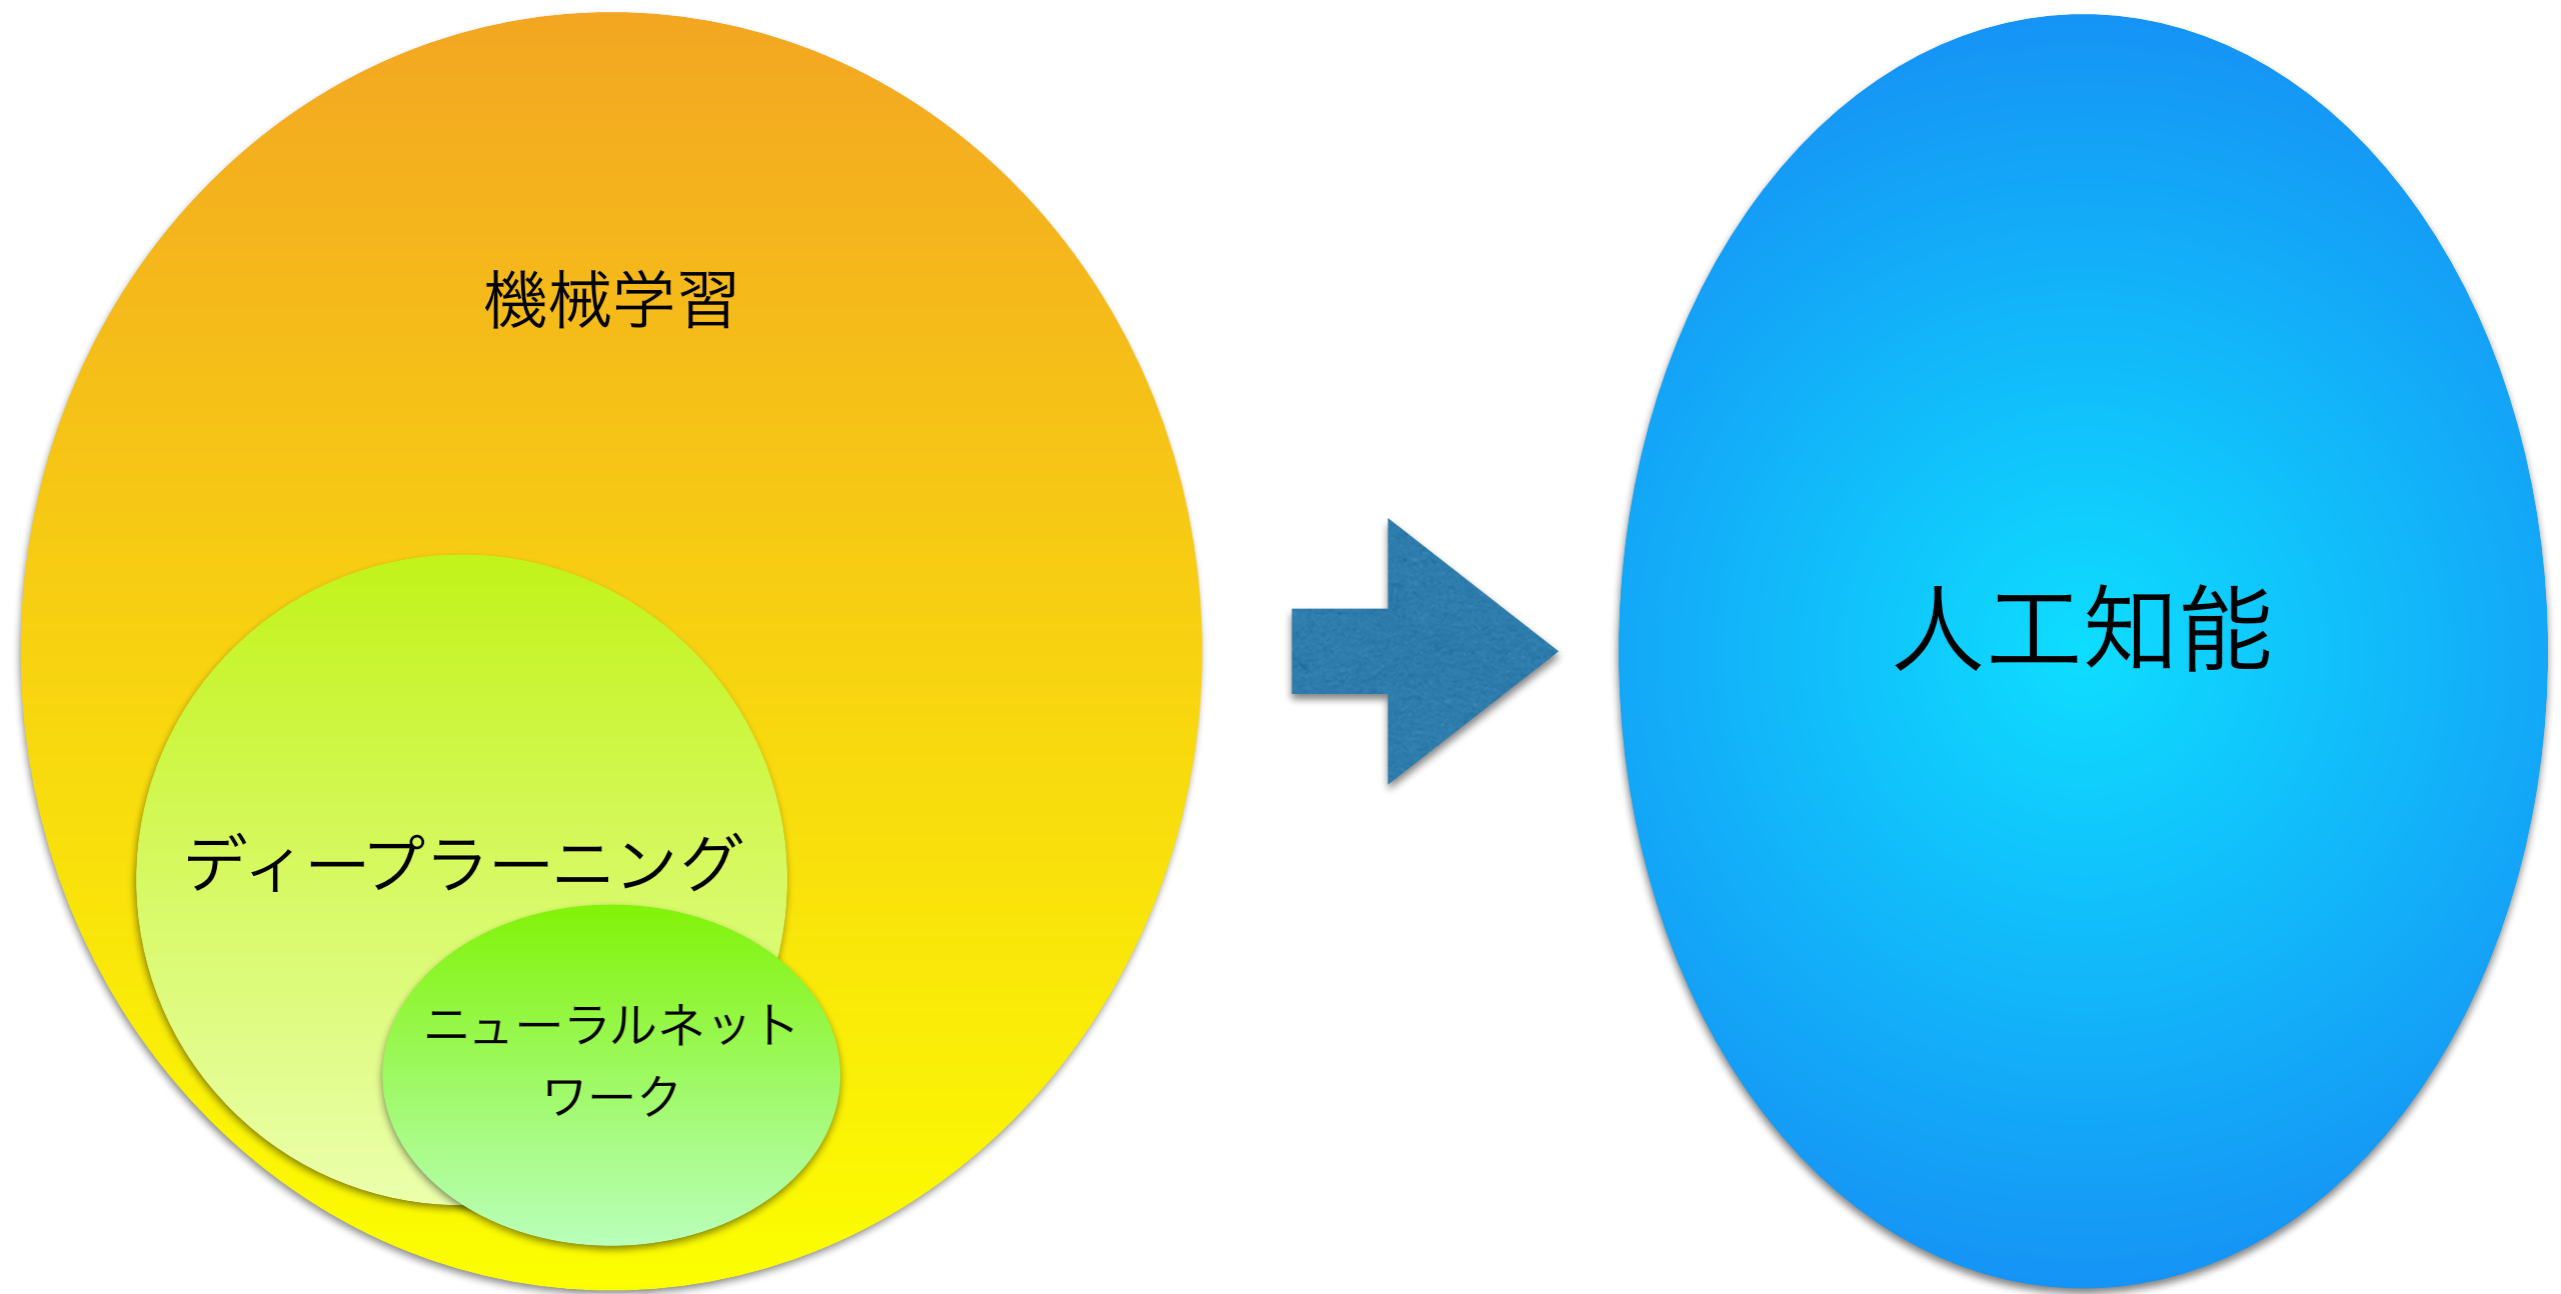 機械学習
人工知能
ディープラーニング
ニューラルネット
ワーク